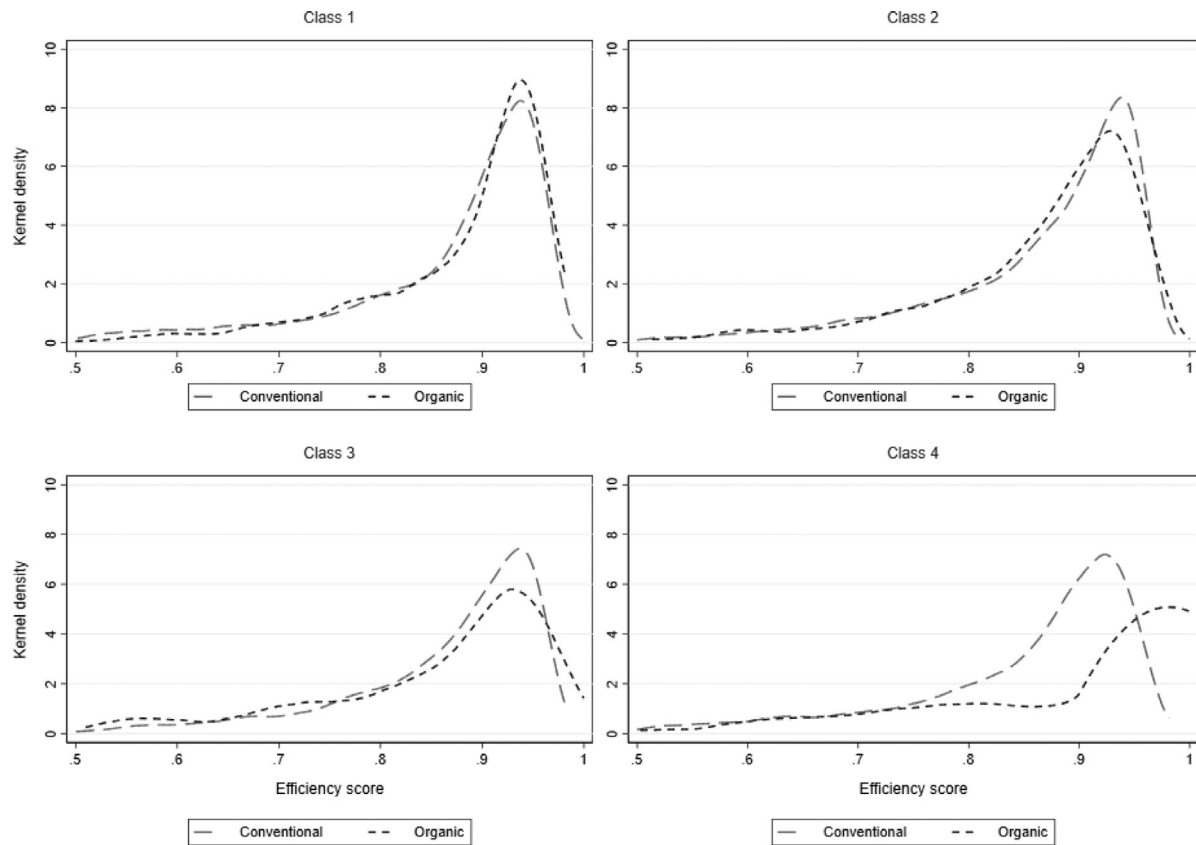 Class 1
Class 2
Kernel density
10
8
6
4
2
0
.5 .6 .7 .8 .9 1
Conventional Organic
10
8
6
4
2
0
.5 .6 .7 .8 .9 1
Conventional Organic
Class 3
Class 4
Kernel density
10
8
6
4
2
0
.5 .6 .7 .8 .9 1
Efficiency score
Conventional Organic
10
8
6
4
2
0
.5 .6 .7 .8 .9 1
Efficiency score
Conventional Organic